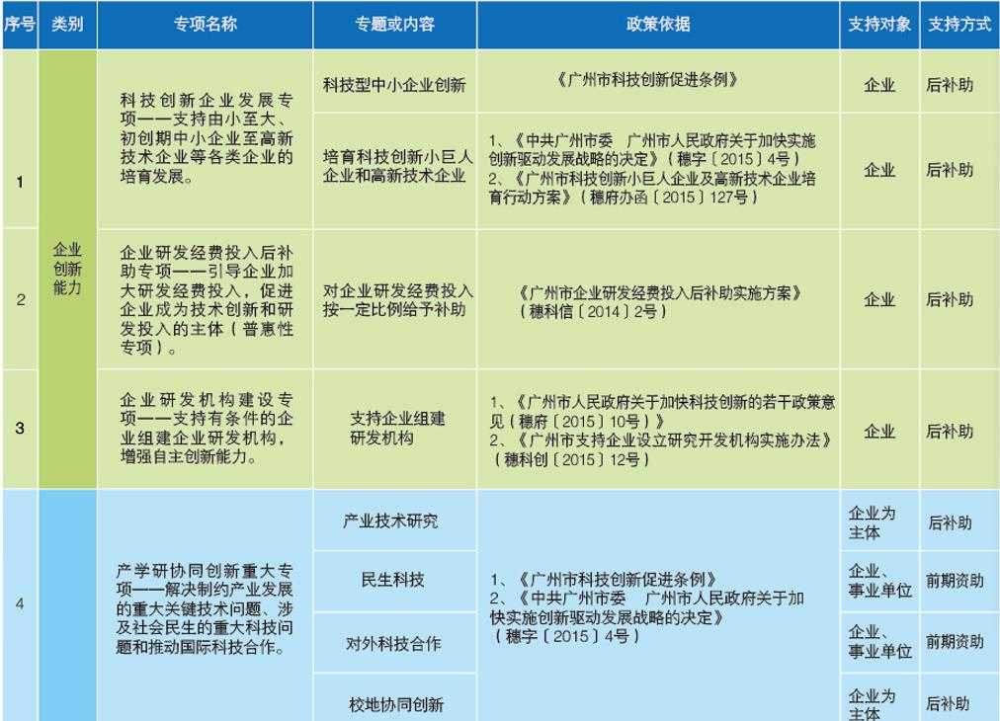 序号 类别 专项名称 专题或内容 政策依据 支持对象 支持方式
1
企业
创新
能力
科技创新企业发展专
项——支持由小至大、
初创期中小企业至高新
技术企业等各类企业的
培育发展。
科技型中小企业创新
《广州市科技创新促进条例》
企业
后补助
培育科技创新小巨人
企业和高新技术企业
1、《中共广州市委 广州市人民政府关于加快实施
创新驱动发展战略的决定》(穗字〔2015〕4号)
2、《广州市科技创新小巨人企业及高新技术企业培
育行动方案》(穗府办函〔2015〕127号)
企业
后补助
2
企业研发经费投入后补
助专项——引导企业加
大研发经费投入，促进
企业成为技术创新和研
发投入的主体(普惠性
专项)。
对企业研发经费投入
按一定比例给予补助
《广州市企业研发经费投入后补助实施方案》
(穗科信〔2014〕2号)
企业
后补助
3
企业研发机构建设专
项——支持有条件的企
业组建企业研发机构，
增强自主创新能力。
支持企业组建
研发机构
1、《广州市人民政府关于加快科技创新的若干政策意
见(穗府〔2015〕10号)》
2、《广州市支持企业设立研究开发机构实施办法》
(穗科创〔2015〕12号)
企业
后补助
4
产学研协同创新重大专
项——解决制约产业发展
的重大关键技术问题、涉
及社会民生的重大科技问
题和推动国际科技合作。
产业技术研究
1、《广州市科技创新促进条例》
2、《中共广州市委 广州市人民政府关于加
快实施创新驱动发展战略的决定》
(穗字〔2015〕4号)
企业为
主体
后补助
民生科技
企业、
事业单位
前期资助
对外科技合作
企业、
事业单位
前期资助
校地协同创新
企业为
主体
后补助